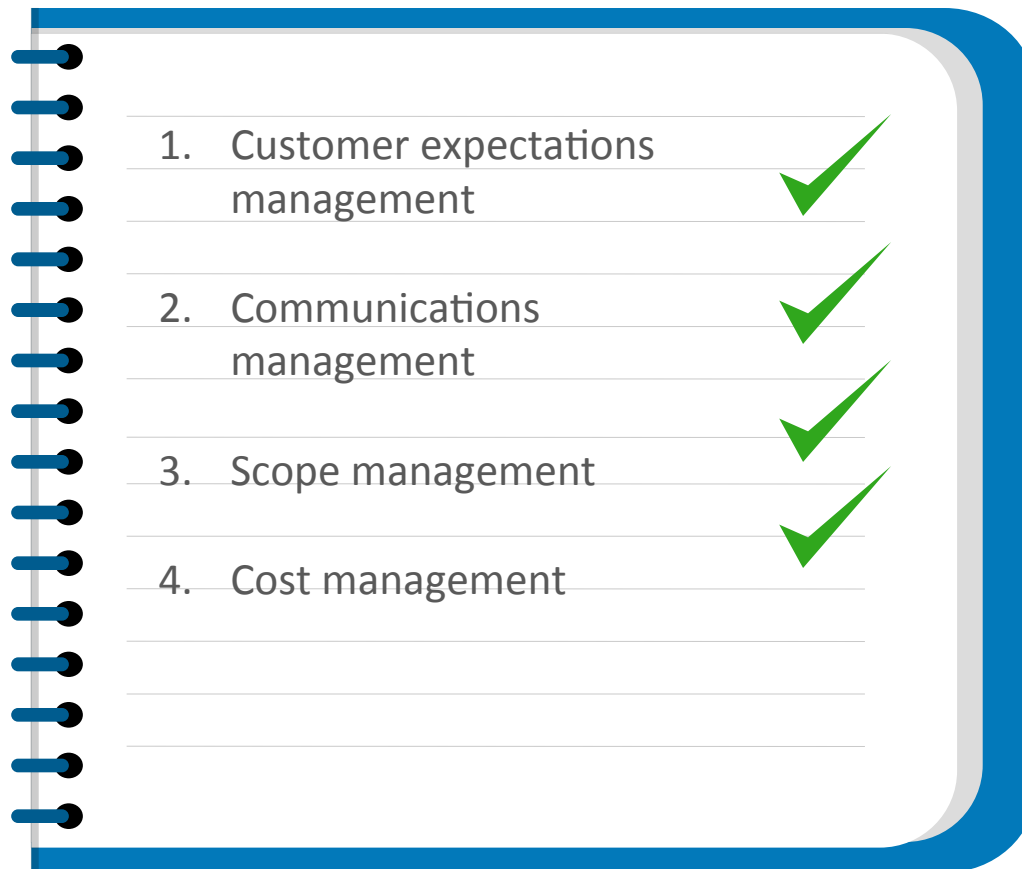 1. Customer expectations
management
2. Communications
management
3. Scope management
4. Cost management